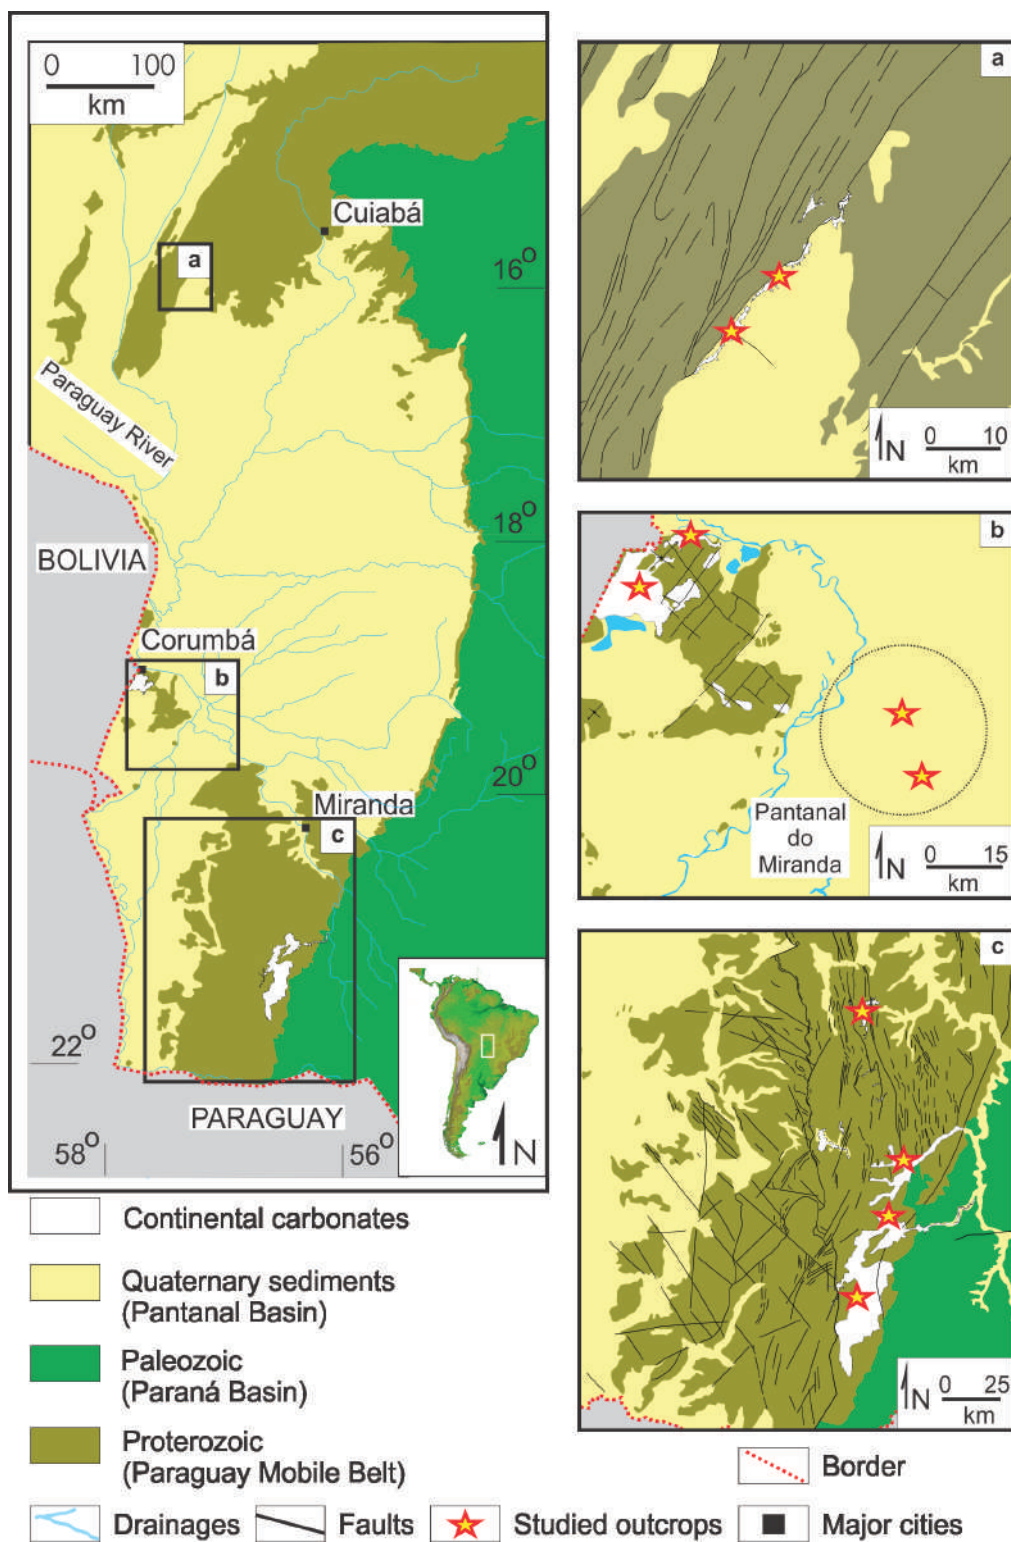 0 100
km
Cuiabá
a
16°
Paraguay River
18°
BOLIVIA
Corumbá
b
20°
Miranda
c
22°
PARAGUAY
58°
56°
N
a
N
0 10
km
b
Pantanal
do
Miranda
N
0 15
km
c
N
0 25
km
Continental carbonates
Quaternary sediments
(Pantanal Basin)
Paleozoic
(Paraná Basin)
Proterozoic
(Paraguay Mobile Belt)
Border
Drainages
Faults
Studied outcrops
Major cities